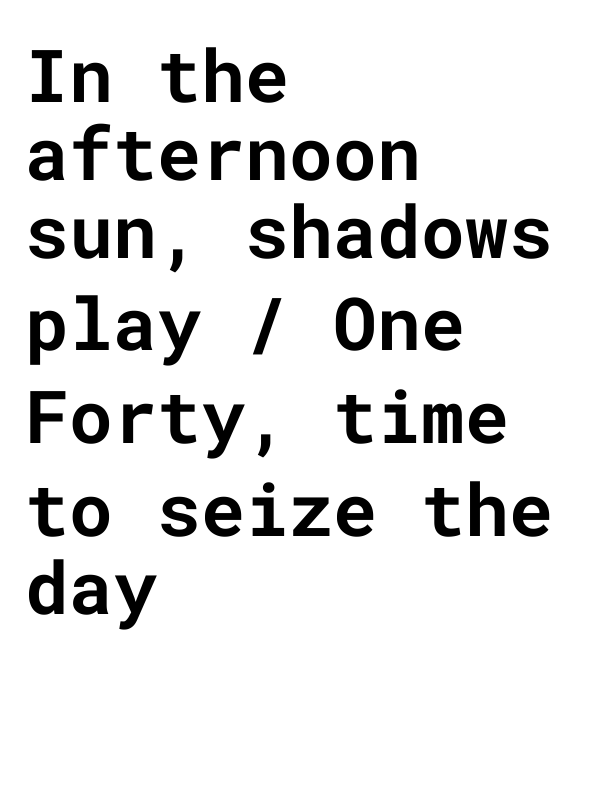 In the
afternoon
sun, shadows
play / One
Forty, time
to seize the
day